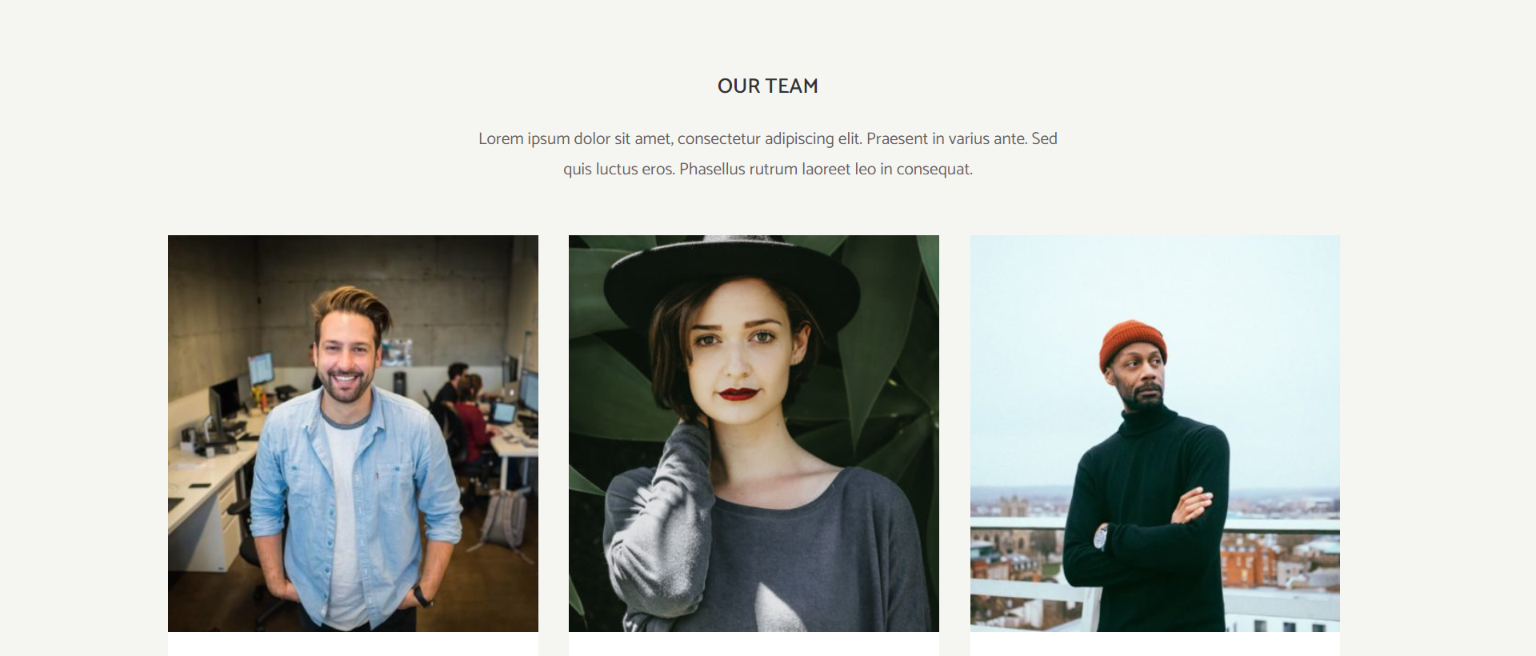 OUR TEAM
Lorem ipsum dolor sit amet, consectetur adipiscing elit. Praesent in varius ante. Sed
quis luctus eros. Phasellus rutrum laoreet leo in consequat.